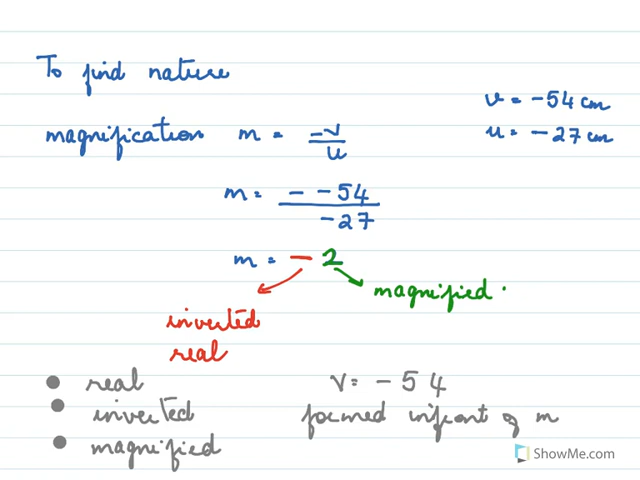 To find nature
v = -54 cm
magnification m = -v/u
u = -27 cm
m = - -54/-27
m = - 2
magnified.
inverted
real
• real
v = -54
• inverted
formed infront of m
• magnified
ShowMe.com